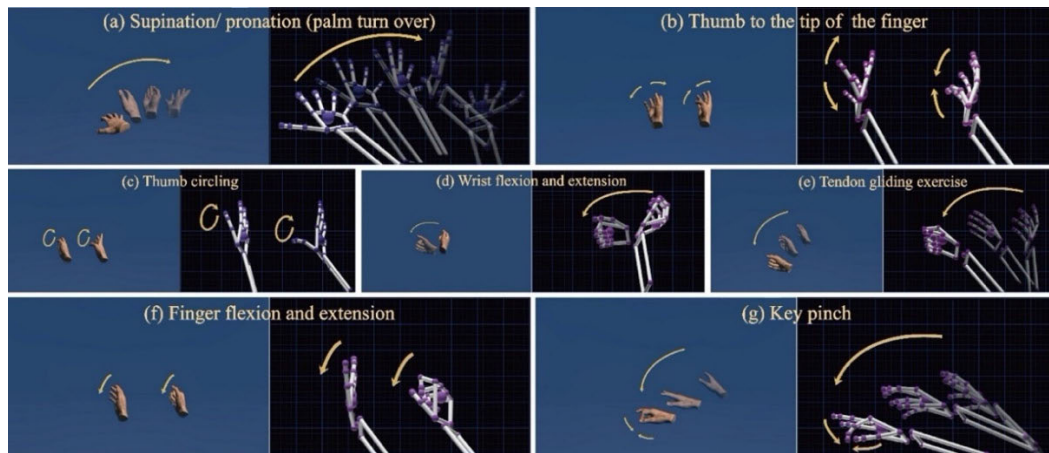 (a) Supination/ pronation (palm turn over)
(b) Thumb to the tip of the finger
(c) Thumb circling
(d) Wrist flexion and extension
(e) Tendon gliding exercise
(f) Finger flexion and extension
(g) Key pinch